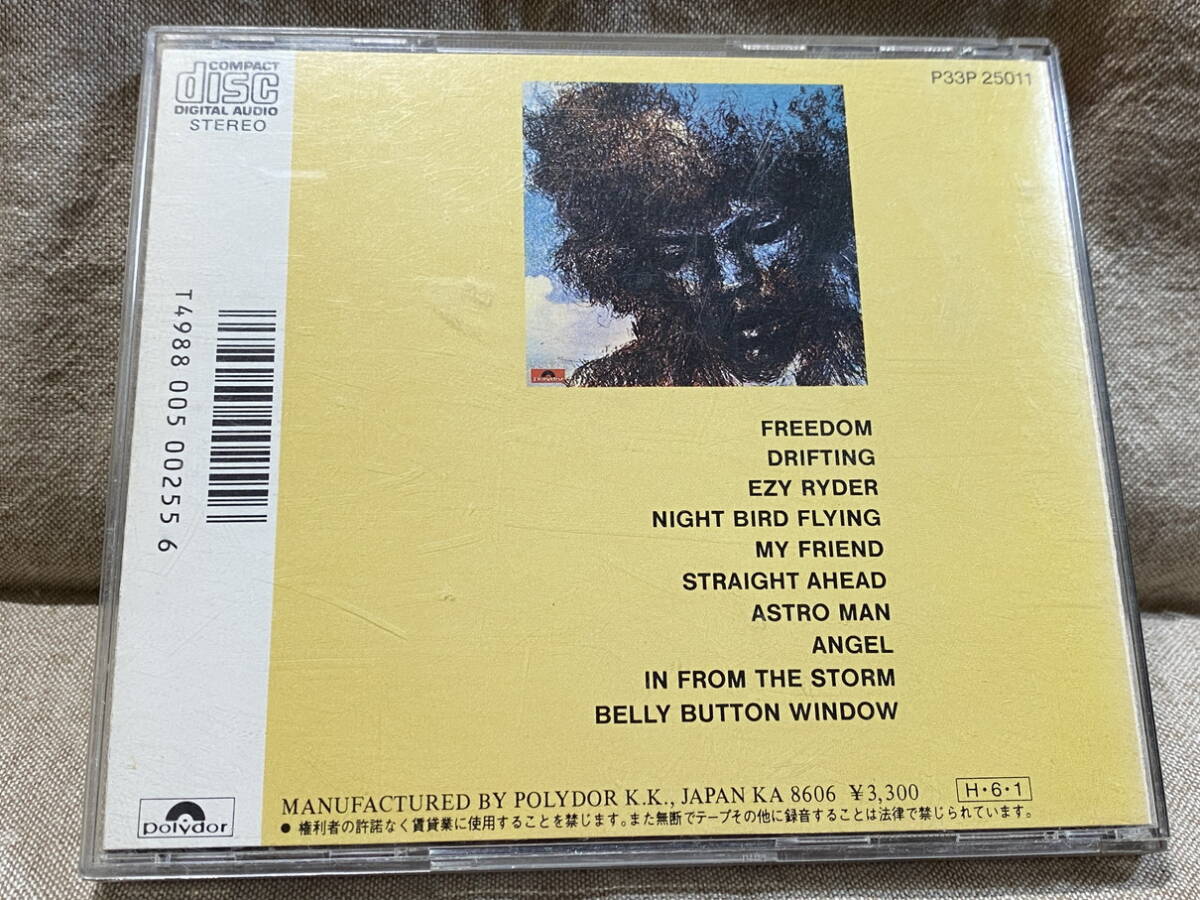 COMPACT
disc
DIGITAL AUDIO
STEREO
P33P 25011
T4988 005 00255 6
FREEDOM
DRIFTING
EZY RYDER
NIGHT BIRD FLYING
MY FRIEND
STRAIGHT AHEAD
ASTRO MAN
ANGEL
IN FROM THE STORM
BELLY BUTTON WINDOW
MANUFACTURED BY POLYDOR K.K., JAPAN KA 8606 ¥3,300
H・6・1
● 権利者の許諾なく賃貸業に使用することを禁じます。また無断でテープその他に録音することは法律で禁じられています。
polydor